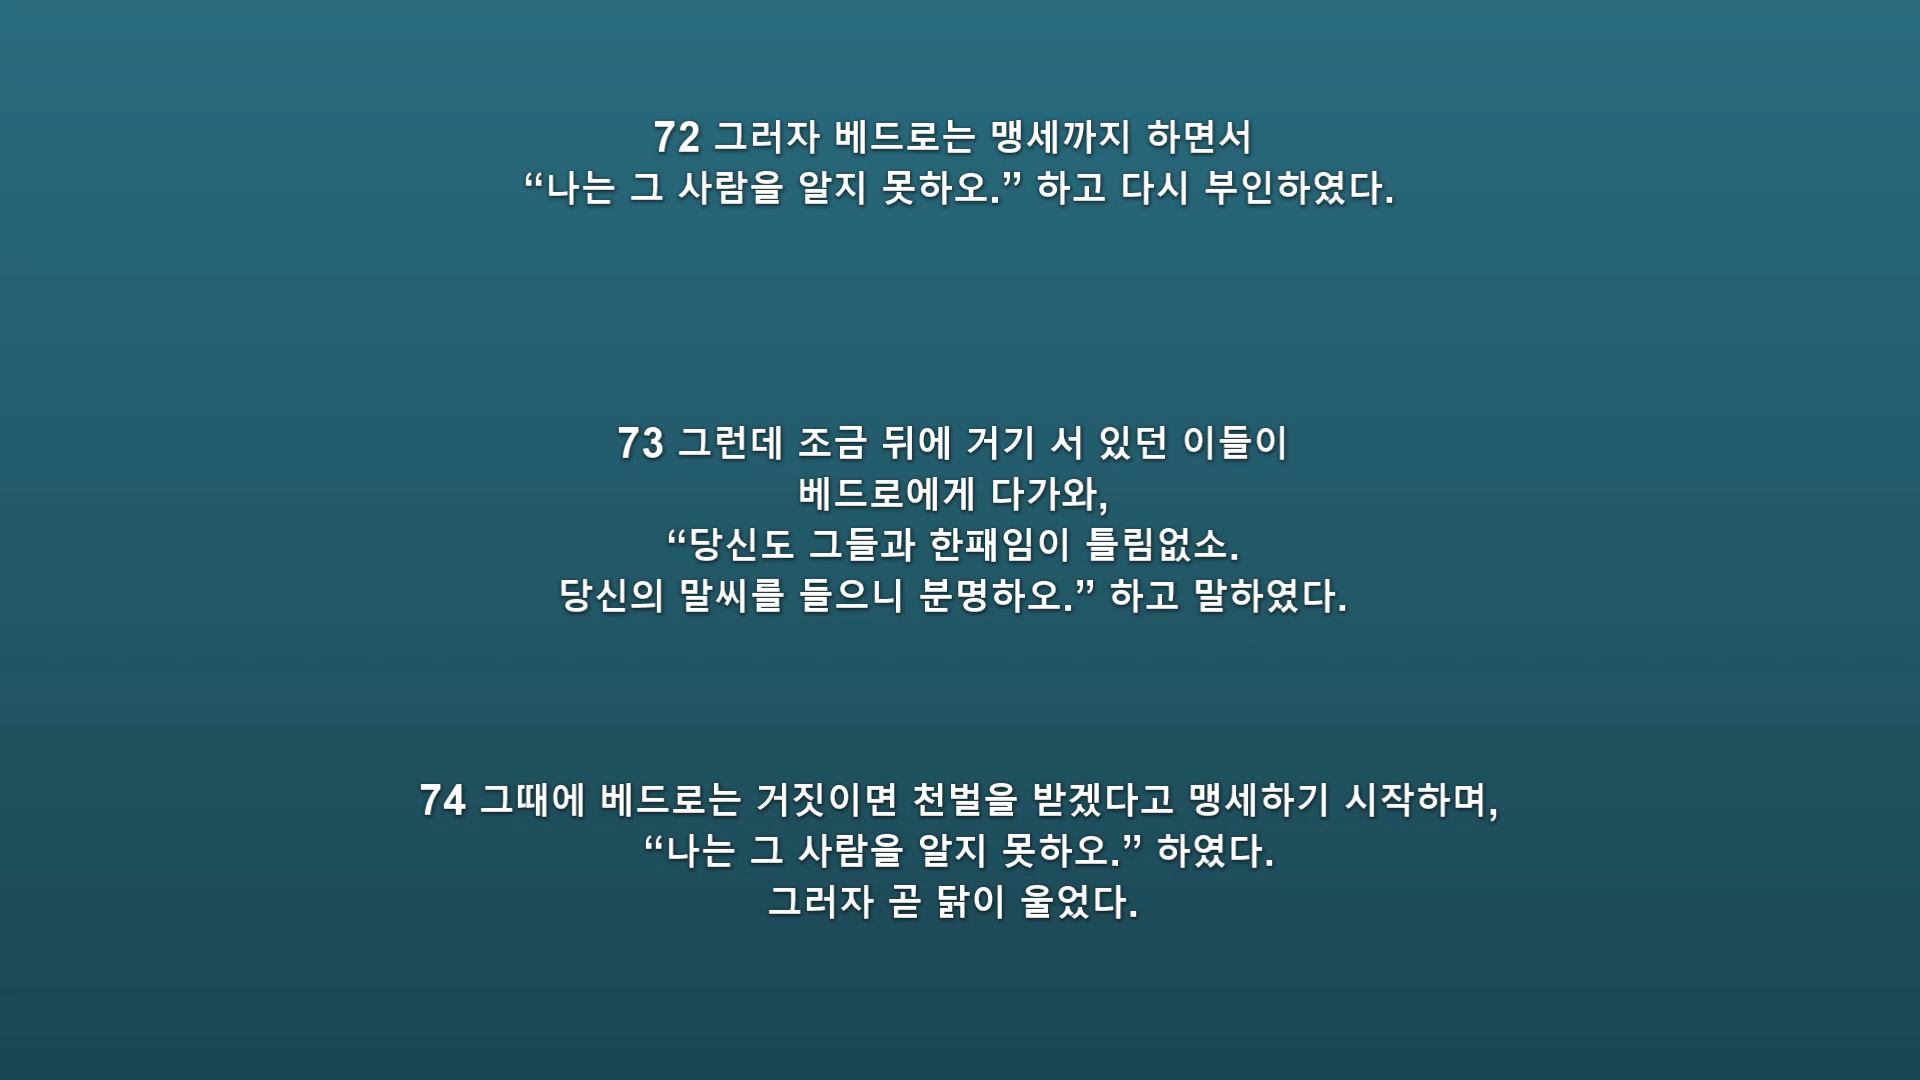 72 그러자 베드로는 맹세까지 하면서
“나는 그 사람을 알지 못하오.” 하고 다시 부인하였다.
73 그런데 조금 뒤에 거기 서 있던 이들이
베드로에게 다가와,
“당신도 그들과 한패임이 틀림없소.
당신의 말씨를 들으니 분명하오.” 하고 말하였다.
74 그때에 베드로는 거짓이면 천벌을 받겠다고 맹세하기 시작하며,
“나는 그 사람을 알지 못하오.” 하였다.
그러자 곧 닭이 울었다.